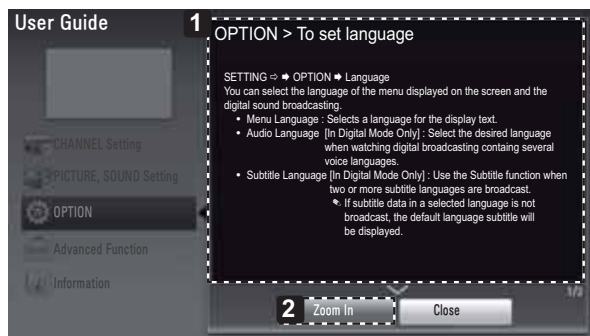 User Guide
1
OPTION > To set language
SETTING ⇨ ➡ OPTION ➡ Language
You can select the language of the menu displayed on the screen and the
digital sound broadcasting.
• Menu Language : Selects a language for the display text.
• Audio Language [In Digital Mode Only] : Select the desired language
when watching digital broadcasting containg several
voice languages.
• Subtitle Language [In Digital Mode Only] : Use the Subtitle function when
two or more subtitle languages are broadcast.
✎ If subtitle data in a selected language is not
broadcast, the default language subtitle will
be displayed.
CHANNEL Setting
PICTURE, SOUND Setting
OPTION
Advanced Function
Information
2
Zoom In
Close